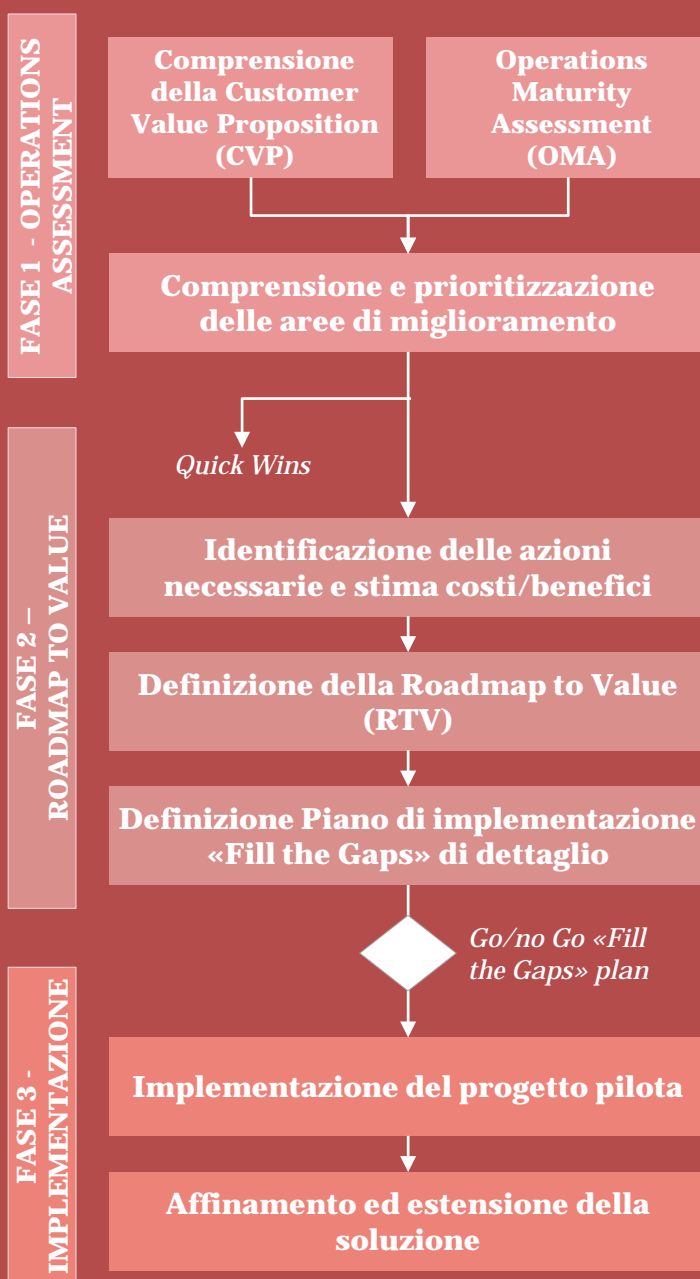 FASE 1 - OPERATIONS
ASSESSMENT
Comprensione
della Customer
Value Proposition
(CVP)
Operations
Maturity
Assessment
(OMA)
Comprensione e prioritizzazione
delle aree di miglioramento
Quick Wins
FASE 2 –
ROADMAP TO VALUE
Identificazione delle azioni
necessarie e stima costi/benefici
Definizione della Roadmap to Value
(RTV)
Definizione Piano di implementazione
«Fill the Gaps» di dettaglio
Go/no Go «Fill
the Gaps» plan
FASE 3 -
IMPLEMENTAZIONE
Implementazione del progetto pilota
Affinamento ed estensione della
soluzione